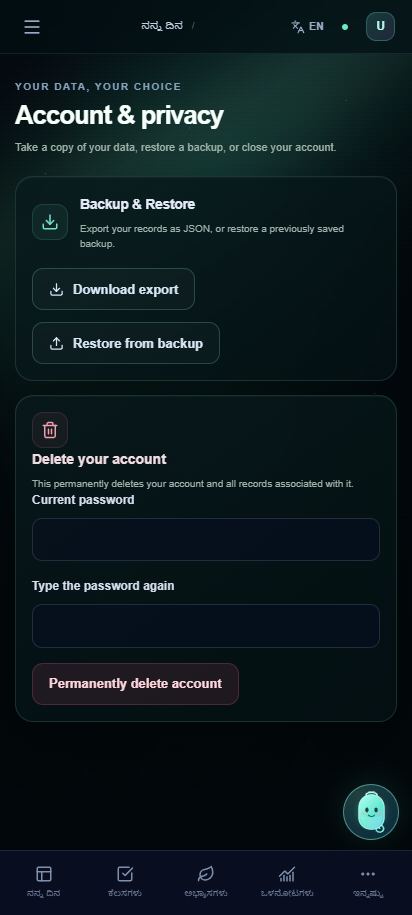 ನನ್ನ ದಿನ /
EN
U
YOUR DATA, YOUR CHOICE
Account & privacy
Take a copy of your data, restore a backup, or close your account.
Backup & Restore
Export your records as JSON, or restore a previously saved
backup.
Download export
Restore from backup
Delete your account
This permanently deletes your account and all records associated with it.
Current password
Type the password again
Permanently delete account
ನನ್ನ ದಿನ
ಕೆಲಸಗಳು
ಅಭ್ಯಾಸಗಳು
ಒಳನೋಟಗಳು
ಇನ್ನಷ್ಟು